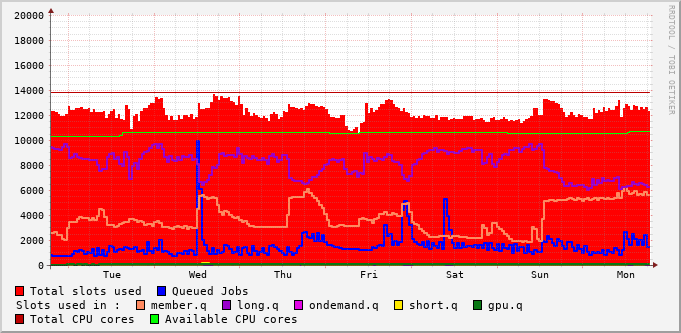 20000
18000
16000
14000
12000
10000
8000
6000
4000
2000
0
Tue Wed Thu Fri Sat Sun Mon
RRDTOOL / TOBI OETIKER
Total slots used Queued Jobs
Slots used in : member.q long.q ondemand.q short.q gpu.q
Total CPU cores Available CPU cores